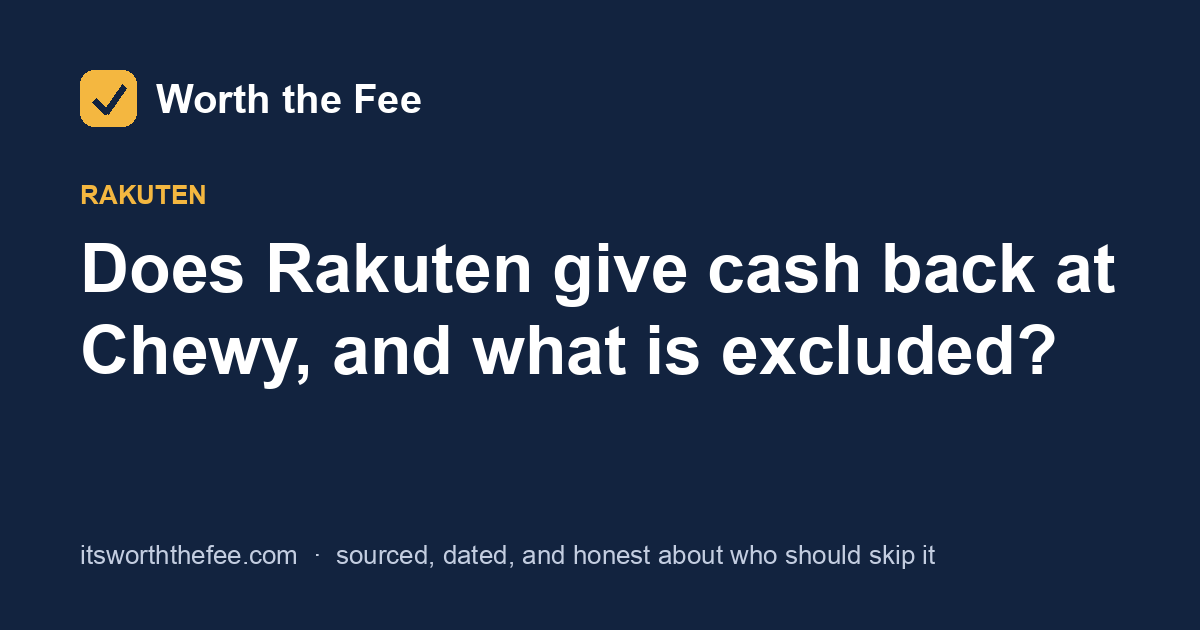 Worth the Fee
RAKUTEN
Does Rakuten give cash back at
Chewy, and what is excluded?
itsworththefee.com · sourced, dated, and honest about who should skip it